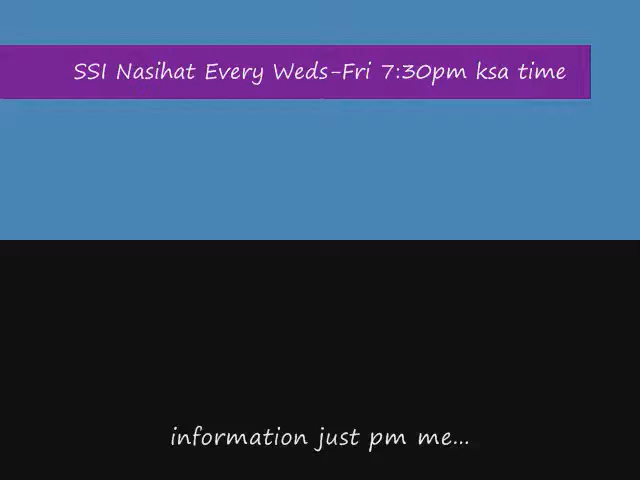 SSI Nasihat Every Weds-Fri 7:30pm ksa time
information just pm me...